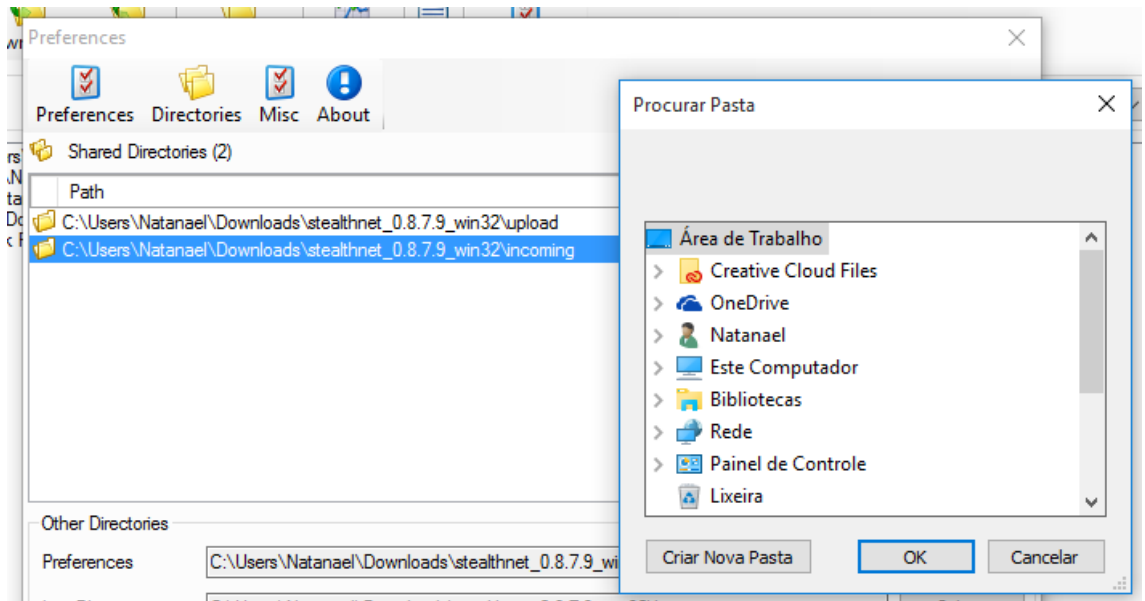 Preferences
Preferences Directories Misc About
Shared Directories (2)
Path
C:\Users\Natanael\Downloads\stealthnet_0.8.7.9_win32\upload
C:\Users\Natanael\Downloads\stealthnet_0.8.7.9_win32\incoming
Other Directories
Preferences
C:\Users\Natanael\Downloads\stealthnet_0.8.7.9_wi
Procurar Pasta
Área de Trabalho
Creative Cloud Files
OneDrive
Natanael
Este Computador
Bibliotecas
Rede
Painel de Controle
Lixeira
Criar Nova Pasta OK Cancelar